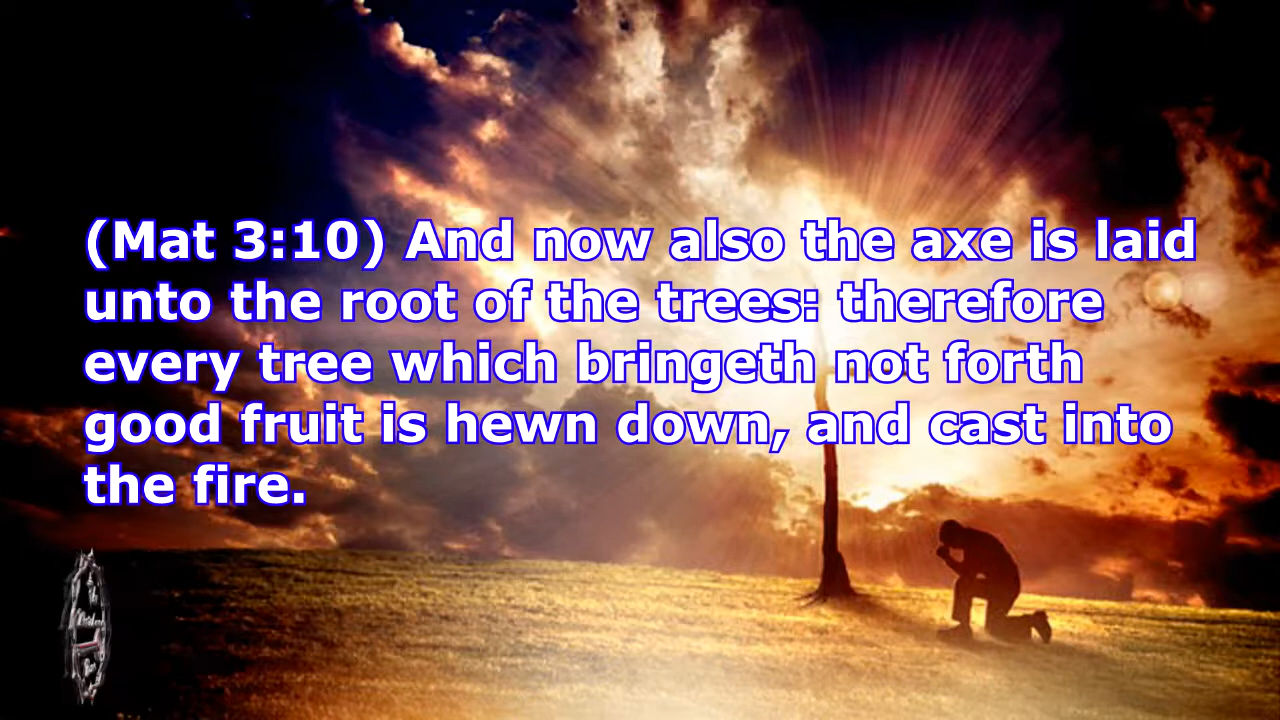 (Mat 3:10) And now also the axe is laid
unto the root of the trees: therefore
every tree which bringeth not forth
good fruit is hewn down, and cast into
the fire.